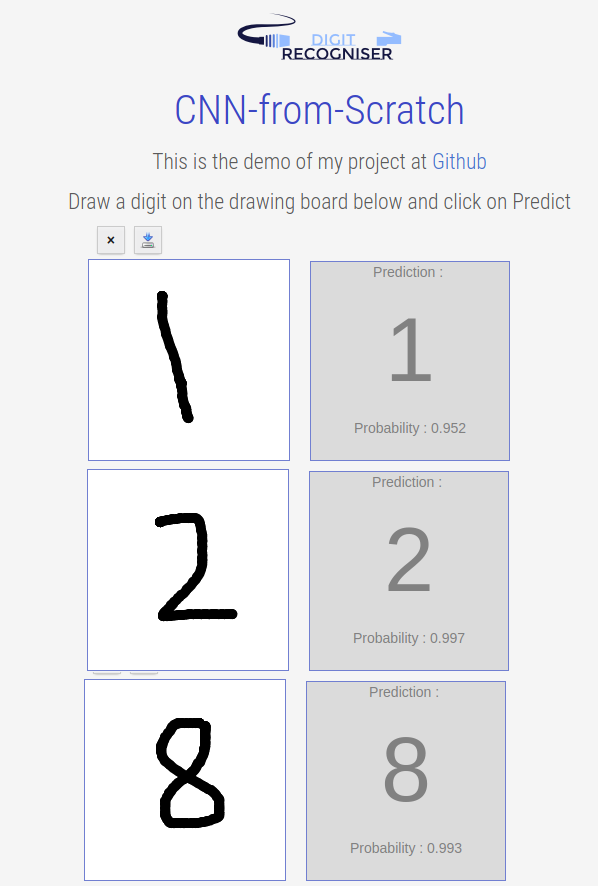 DIGIT
RECOGNISER
CNN-from-Scratch
This is the demo of my project at Github
Draw a digit on the drawing board below and click on Predict
×
1
Prediction :
1
Probability : 0.952
2
Prediction :
2
Probability : 0.997
8
Prediction :
8
Probability : 0.993